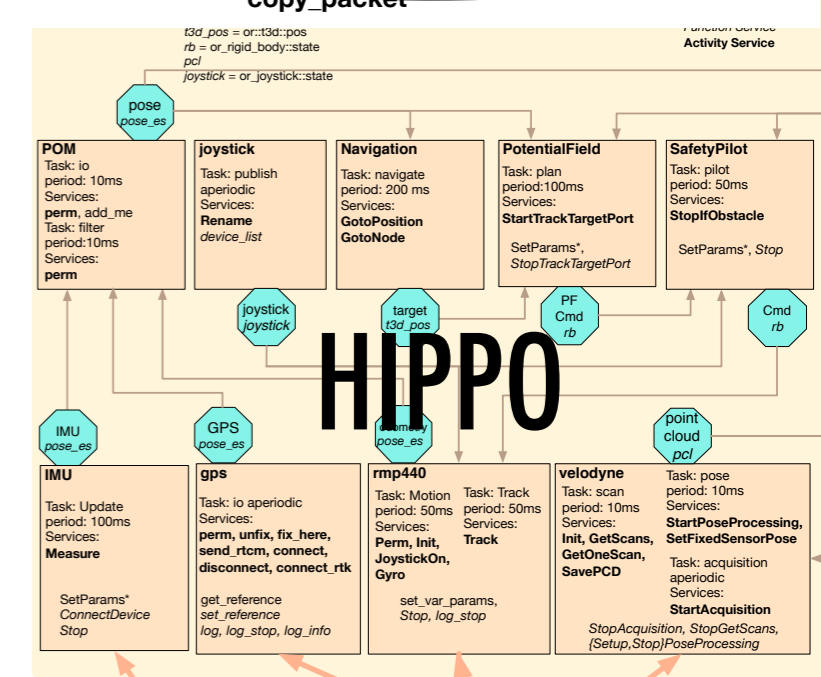 copy_packet
t3d_pos = or::t3d::pos
rb = or_rigid_body::state
pcl
joystick = or_joystick::state
Function Service
Activity Service
pose
pose_es
POM
Task: io
period: 10ms
Services:
perm, add_me
Task: filter
period:10ms
Services:
perm
joystick
Task: publish
aperiodic
Services:
Rename
device_list
Navigation
Task: navigate
period: 200 ms
Services:
GotoPosition
GotoNode
PotentialField
Task: plan
period:100ms
Services:
StartTrackTargetPort
SetParams*,
StopTrackTargetPort
SafetyPilot
Task: pilot
period: 50ms
Services:
StopIfObstacle
SetParams*, Stop
joystick
joystick
target
t3d_pos
PF
Cmd
rb
Cmd
rb
HIPPO
IMU
pose_es
GPS
pose_es
pose_es
point
cloud
pcl
IMU
Task: Update
period: 100ms
Services:
Measure
SetParams*
ConnectDevice
Stop
gps
Task: io aperiodic
Services:
perm, unfix, fix_here,
send_rtcm, connect,
disconnect, connect_rtk
get_reference
set_reference
log, log_stop, log_info
rmp440
Task: Motion
period: 50ms
Services:
Perm, Init,
JoystickOn,
Gyro
Task: Track
period: 50ms
Services:
Track
set_var_params,
Stop, log_stop
velodyne
Task: scan
period: 10ms
Services:
Init, GetScans,
GetOneScan,
SavePCD
Task: pose
period: 10ms
Services:
StartPoseProcessing,
SetFixedSensorPose
Task: acquisition
aperiodic
Services:
StartAcquisition
StopAcquisition, StopGetScans,
{Setup,Stop}PoseProcessing